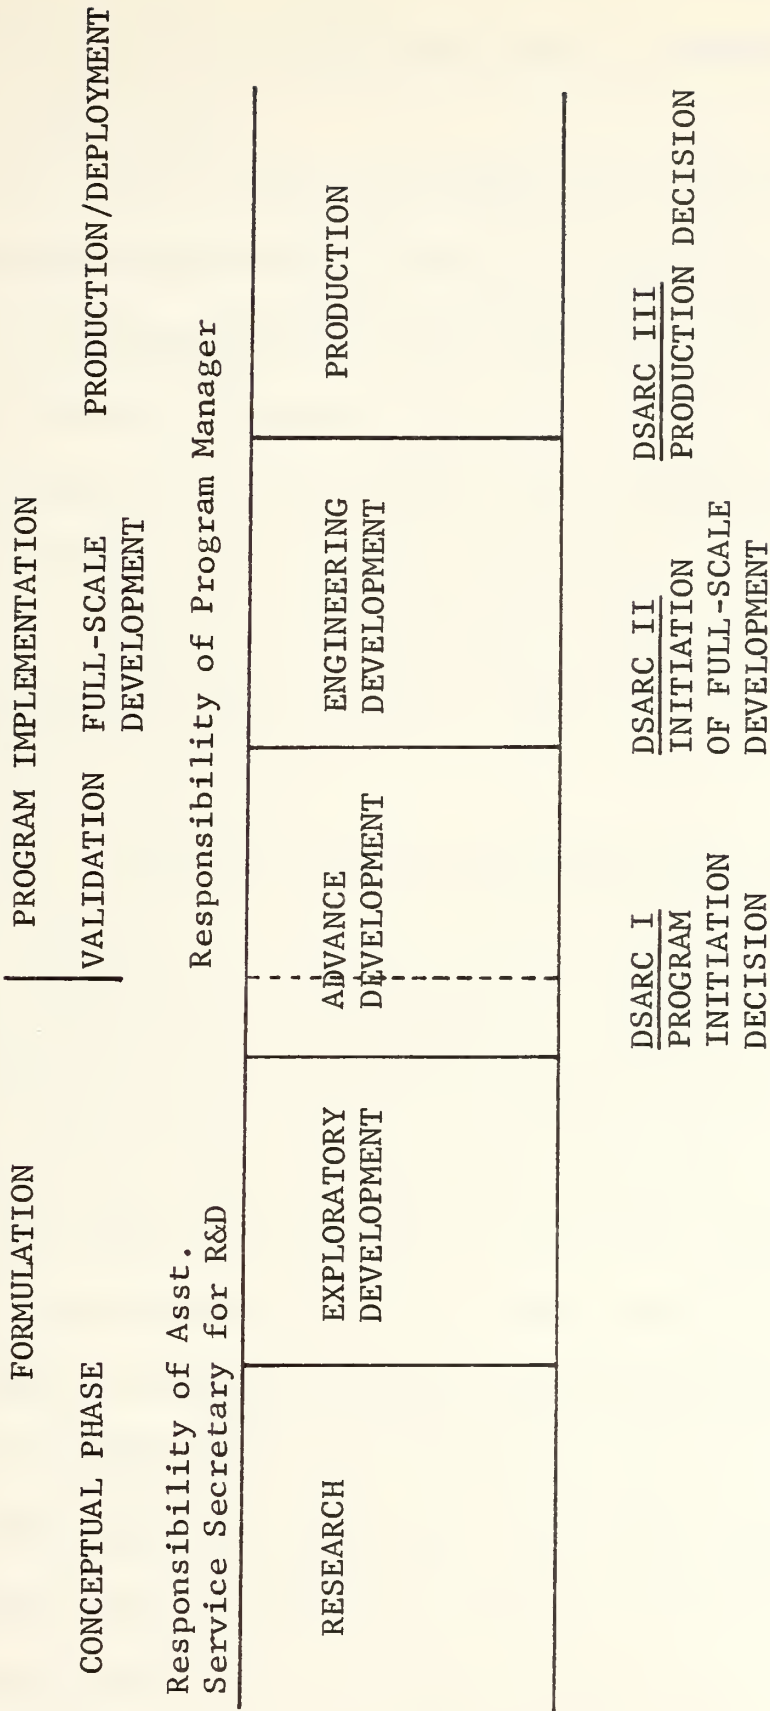 FORMULATION
PROGRAM IMPLEMENTATION
CONCEPTUAL PHASE
VALIDATION
FULL-SCALE
DEVELOPMENT
PRODUCTION/DEPLOYMENT
Responsibility of Asst.
Service Secretary for R&D
Responsibility of Program Manager
RESEARCH
EXPLORATORY
DEVELOPMENT
ADVANCE
DEVELOPMENT
ENGINEERING
DEVELOPMENT
PRODUCTION
DSARC I
PROGRAM
INITIATION
DECISION
DSARC II
INITIATION
OF FULL-SCALE
DEVELOPMENT
DSARC III
PRODUCTION DECISION